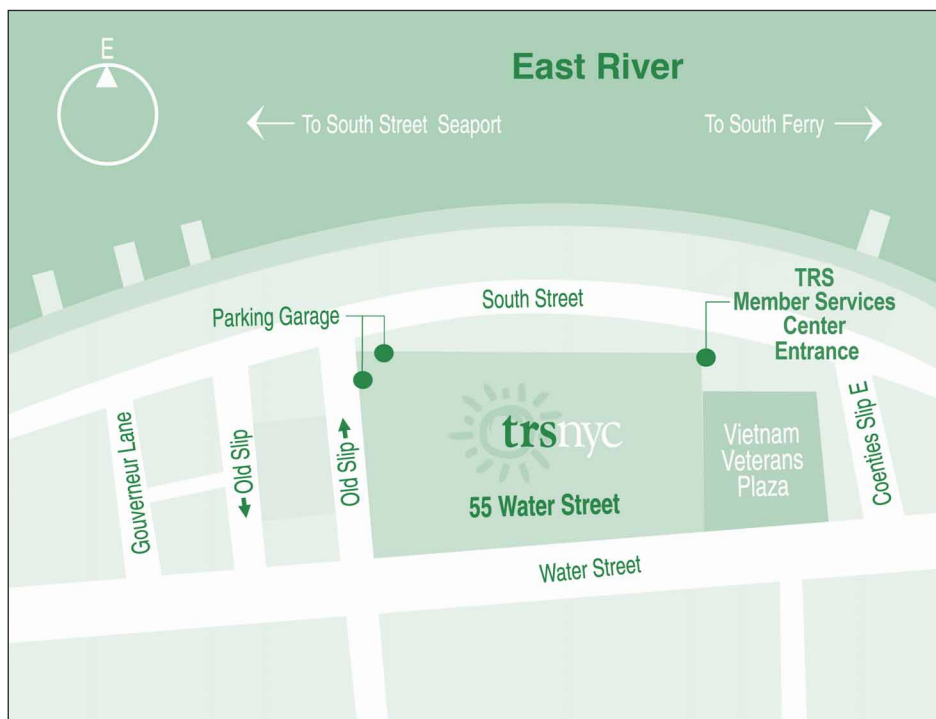 E
East River
To South Street Seaport
To South Ferry
TRS
Member Services
Center
Entrance
South Street
Parking Garage
Gouverneur Lane
Old Slip
Old Slip
trsnyc
55 Water Street
Vietnam
Veterans
Plaza
Coenties Slip E
Water Street